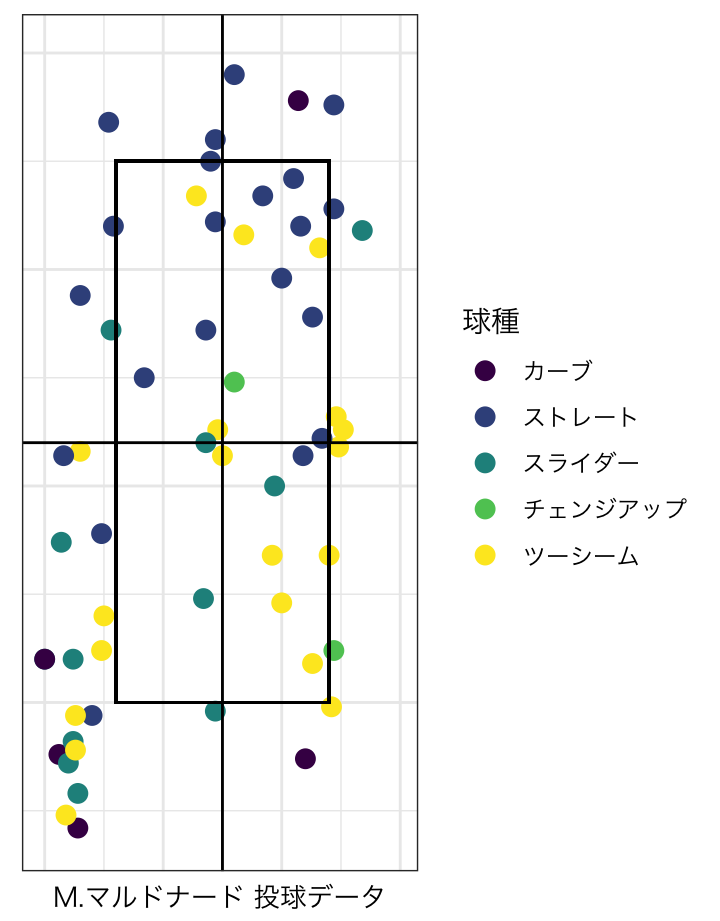 球種
カーブ
ストレート
スライダー
チェンジアップ
ツーシーム
M.マルドナード 投球データ